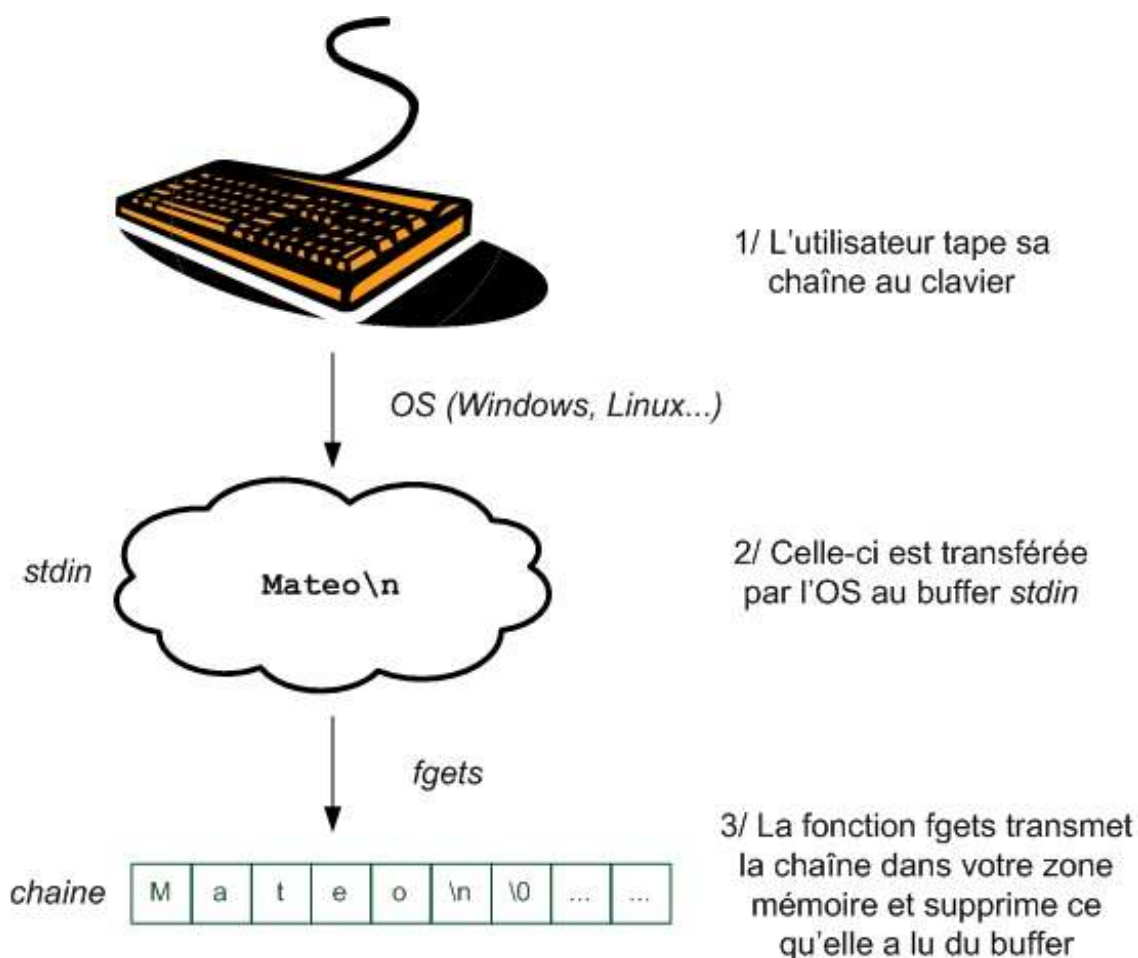 1/ L'utilisateur tape sa
chaîne au clavier
OS (Windows, Linux...)
stdin
Mateo\n
2/ Celle-ci est transférée
par l'OS au buffer stdin
fgets
3/ La fonction fgets transmet
la chaîne dans votre zone
mémoire et supprime ce
qu'elle a lu du buffer
chaine M a t e o \n \0 ... ...